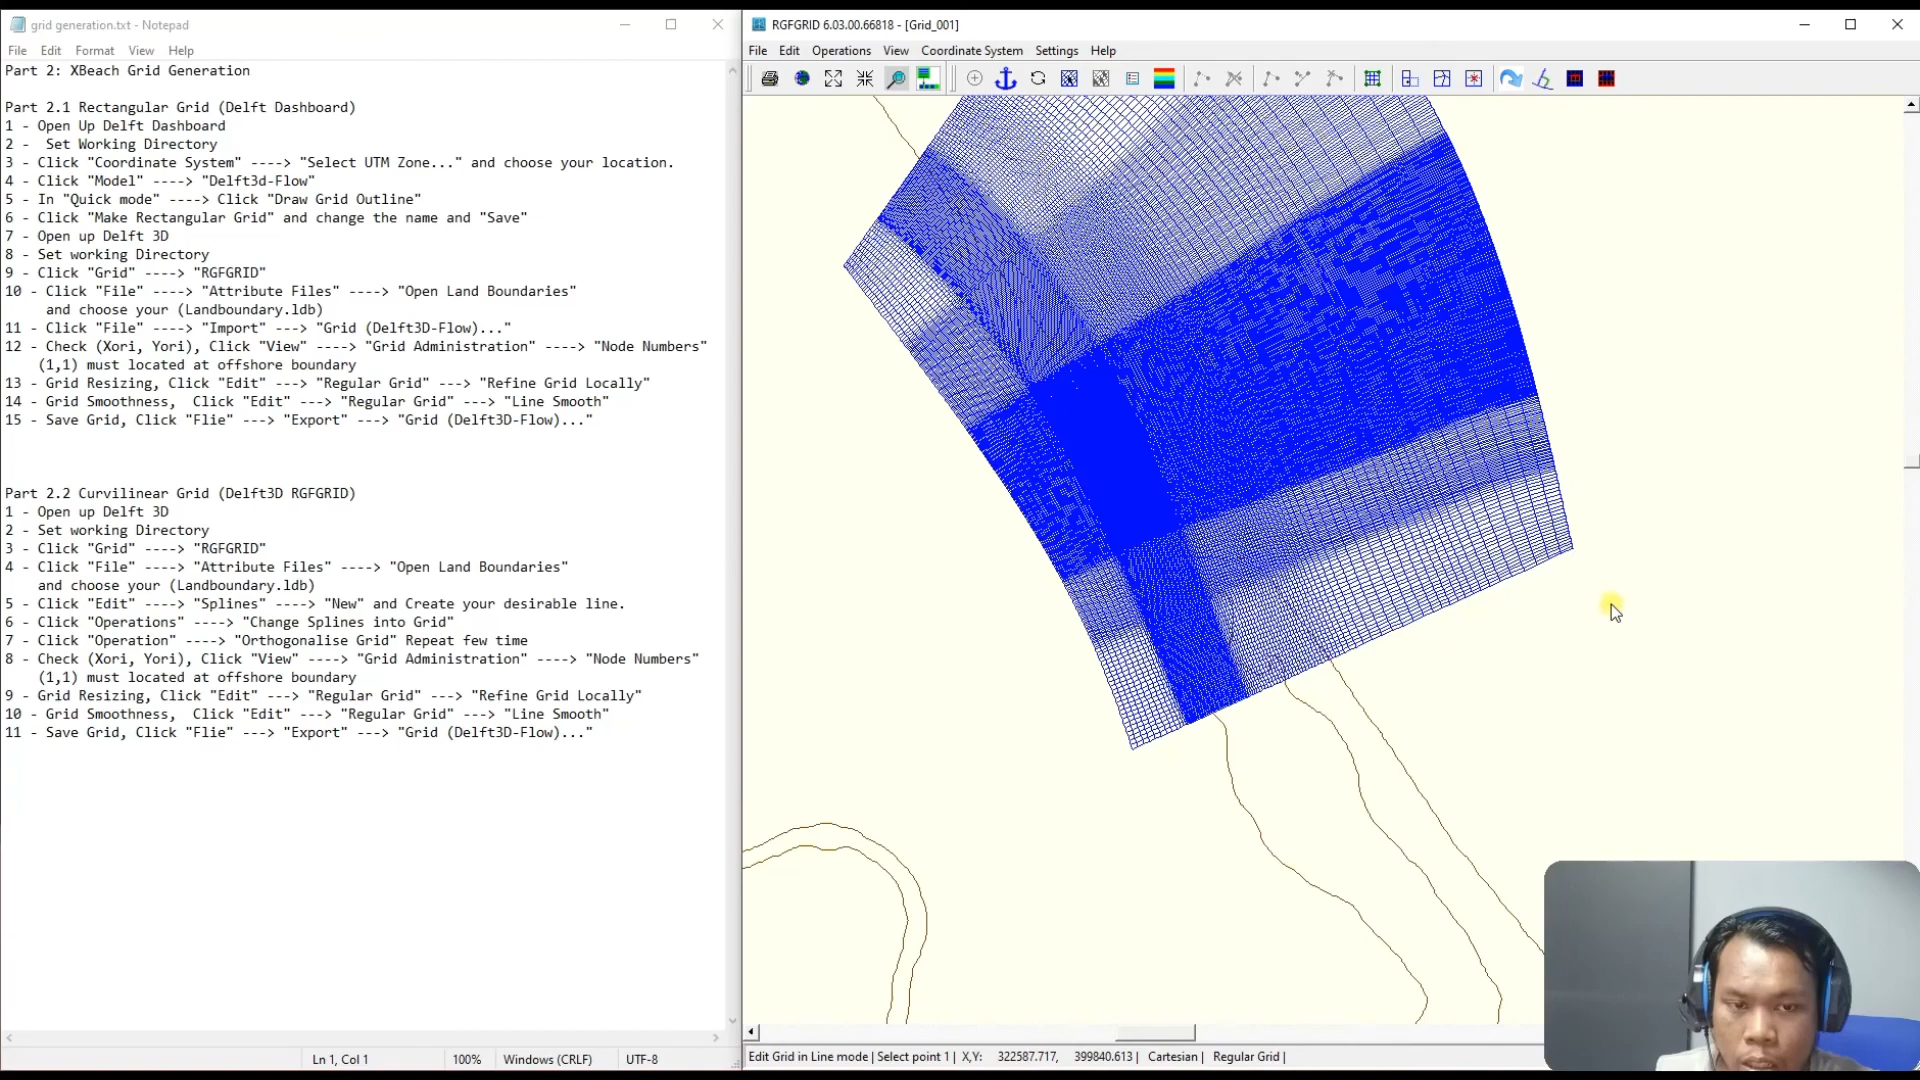 grid generation.txt - Notepad
File Edit Format View Help
Part 2: XBeach Grid Generation
Part 2.1 Rectangular Grid (Delft Dashboard)
1 - Open Up Delft Dashboard
2 -  Set Working Directory
3 - Click "Coordinate System" ----> "Select UTM Zone..." and choose your location.
4 - Click "Model" ----> "Delft3d-Flow"
5 - In "Quick mode" ----> Click "Draw Grid Outline"
6 - Click "Make Rectangular Grid" and change the name and "Save"
7 - Open up Delft 3D
8 - Set working Directory
9 - Click "Grid" ----> "RGFGRID"
10 - Click "File" ----> "Attribute Files" ----> "Open Land Boundaries"
and choose your (Landboundary.ldb)
11 - Click "File" ----> "Import" ---> "Grid (Delft3D-Flow)..."
12 - Check (Xori, Yori), Click "View" ----> "Grid Administration" ----> "Node Numbers"
(1,1) must located at offshore boundary
13 - Grid Resizing, Click "Edit" ---> "Regular Grid" ---> "Refine Grid Locally"
14 - Grid Smoothness,  Click "Edit" ---> "Regular Grid" ---> "Line Smooth"
15 - Save Grid, Click "Flie" ---> "Export" ---> "Grid (Delft3D-Flow)..."
Part 2.2 Curvilinear Grid (Delft3D RGFGRID)
1 - Open up Delft 3D
2 - Set working Directory
3 - Click "Grid" ----> "RGFGRID"
4 - Click "File" ----> "Attribute Files" ----> "Open Land Boundaries"
and choose your (Landboundary.ldb)
5 - Click "Edit" ----> "Splines" ----> "New" and Create your desirable line.
6 - Click "Operations" ----> "Change Splines into Grid"
7 - Click "Operation" ----> "Orthogonalise Grid" Repeat few time
8 - Check (Xori, Yori), Click "View" ----> "Grid Administration" ----> "Node Numbers"
(1,1) must located at offshore boundary
9 - Grid Resizing, Click "Edit" ---> "Regular Grid" ---> "Refine Grid Locally"
10 - Grid Smoothness,  Click "Edit" ---> "Regular Grid" ---> "Line Smooth"
11 - Save Grid, Click "Flie" ---> "Export" ---> "Grid (Delft3D-Flow)..."
Ln 1, Col 1 100% Windows (CRLF) UTF-8
RGFGRID 6.03.00.66818 - [Grid_001]
File Edit Operations View Coordinate System Settings Help
Edit Grid in Line mode | Select point 1 | X,Y: 322587.717, 399840.613 | Cartesian | Regular Grid |